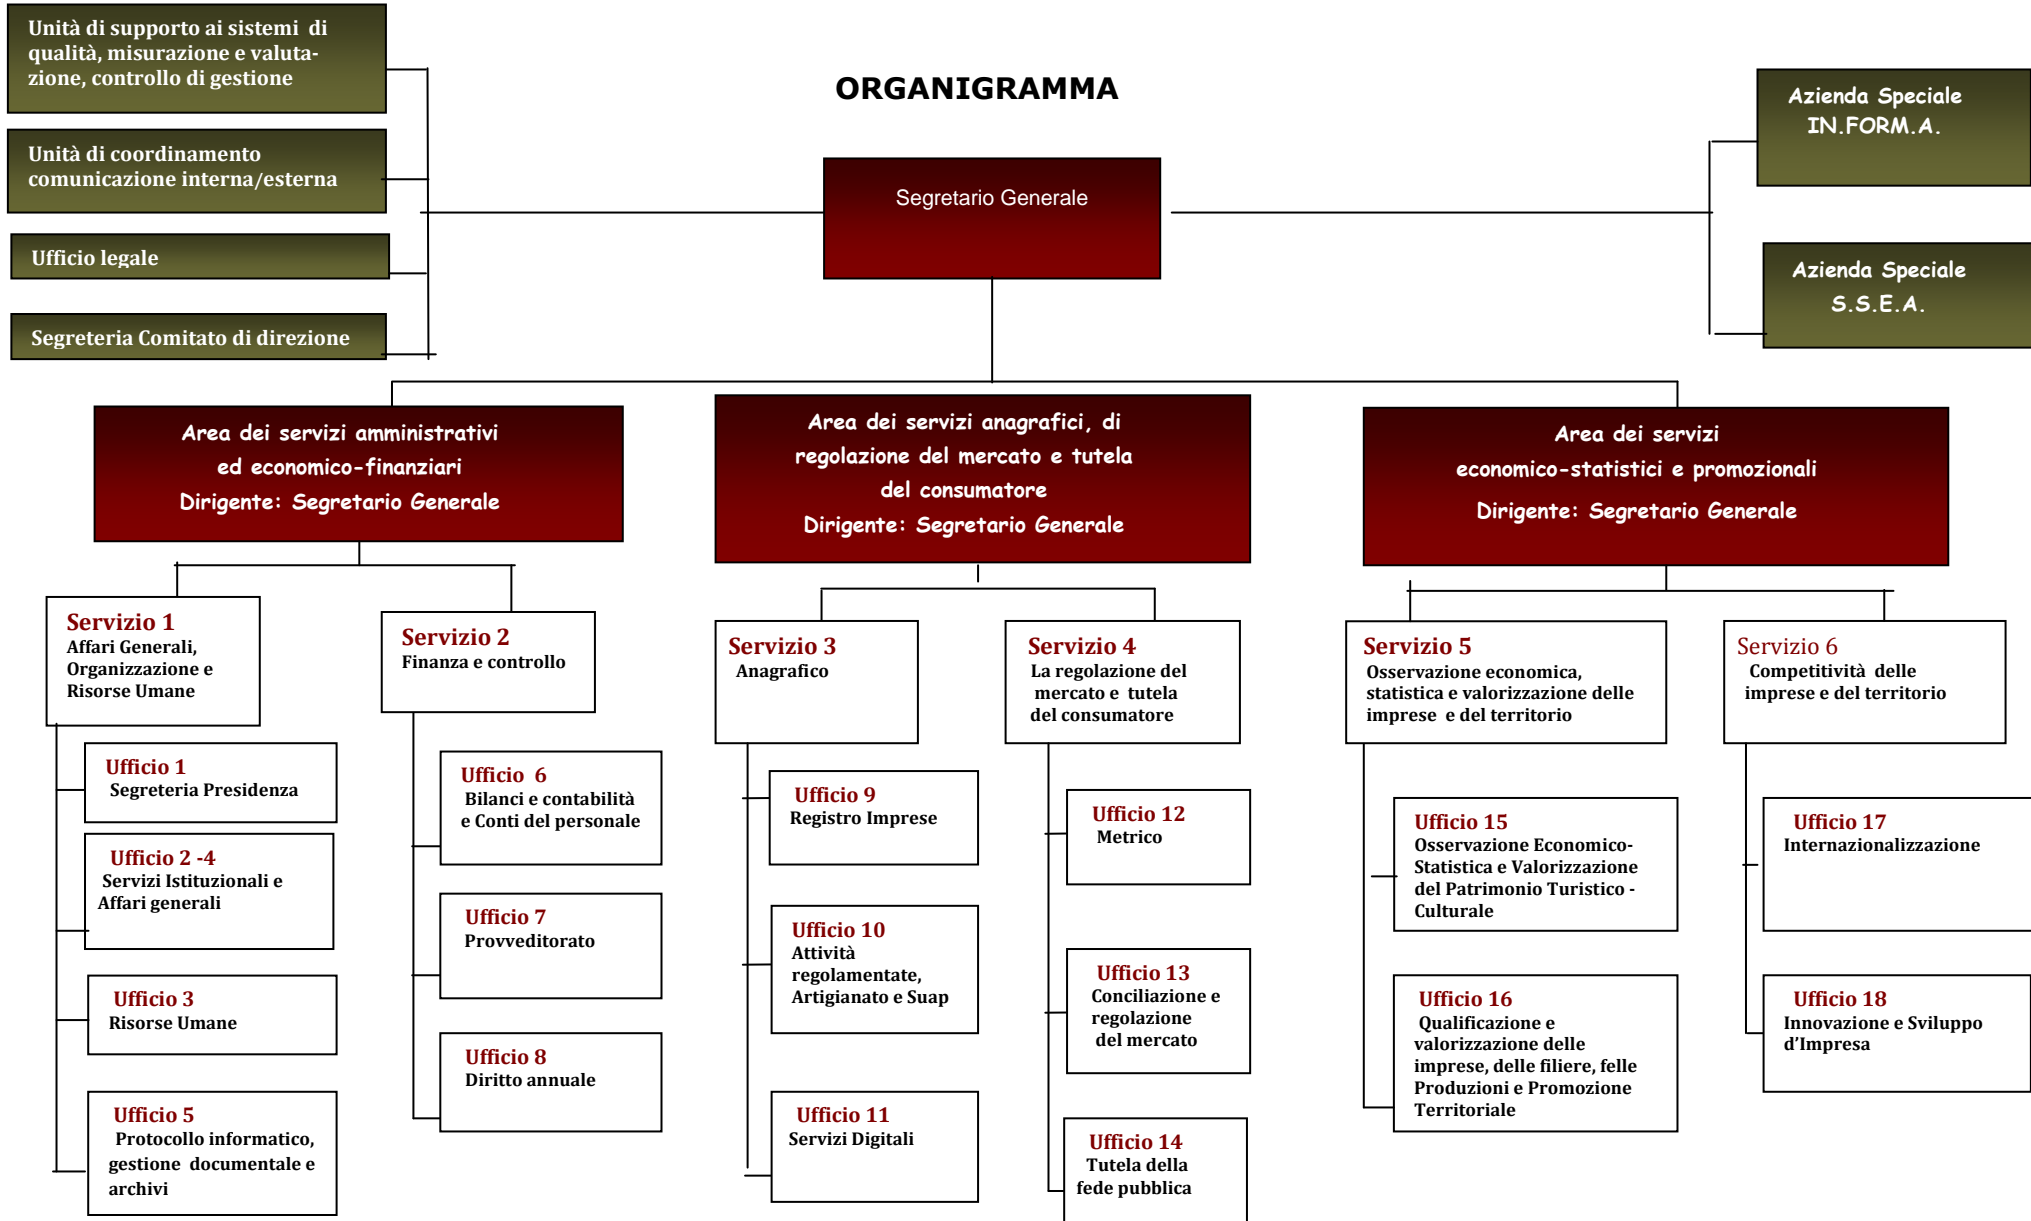 Unità di supporto ai sistemi di
qualità, misurazione e valuta-
zione, controllo di gestione
Unità di coordinamento
comunicazione interna/esterna
Ufficio legale
Segreteria Comitato di direzione
ORGANIGRAMMA
Segretario Generale
Azienda Speciale
IN.FORM.A.
Azienda Speciale
S.S.E.A.
Area dei servizi amministrativi
ed economico-finanziari
Dirigente: Segretario Generale
Area dei servizi anagrafici, di
regolazione del mercato e tutela
del consumatore
Dirigente: Segretario Generale
Area dei servizi
economico-statistici e promozionali
Dirigente: Segretario Generale
Servizio 1
Affari Generali,
Organizzazione e
Risorse Umane
Ufficio 1
Segreteria Presidenza
Ufficio 2 -4
Servizi Istituzionali e
Affari generali
Ufficio 3
Risorse Umane
Ufficio 5
Protocollo informatico,
gestione documentale e
archivi
Servizio 2
Finanza e controllo
Ufficio 6
Bilanci e contabilità
e Conti del personale
Ufficio 7
Provveditorato
Ufficio 8
Diritto annuale
Servizio 3
Anagrafico
Ufficio 9
Registro Imprese
Ufficio 10
Attività
regolamentate,
Artigianato e Suap
Ufficio 11
Servizi Digitali
Servizio 4
La regolazione del
mercato e tutela
del consumatore
Ufficio 12
Metrico
Ufficio 13
Conciliazione e
regolazione
del mercato
Ufficio 14
Tutela della
fede pubblica
Servizio 5
Osservazione economica,
statistica e valorizzazione delle
imprese e del territorio
Ufficio 15
Osservazione Economico-
Statistica e Valorizzazione
del Patrimonio Turistico -
Culturale
Ufficio 16
Qualificazione e
valorizzazione delle
imprese, delle filiere, felle
Produzioni e Promozione
Territoriale
Servizio 6
Competitività delle
imprese e del territorio
Ufficio 17
Internazionalizzazione
Ufficio 18
Innovazione e Sviluppo
d'Impresa